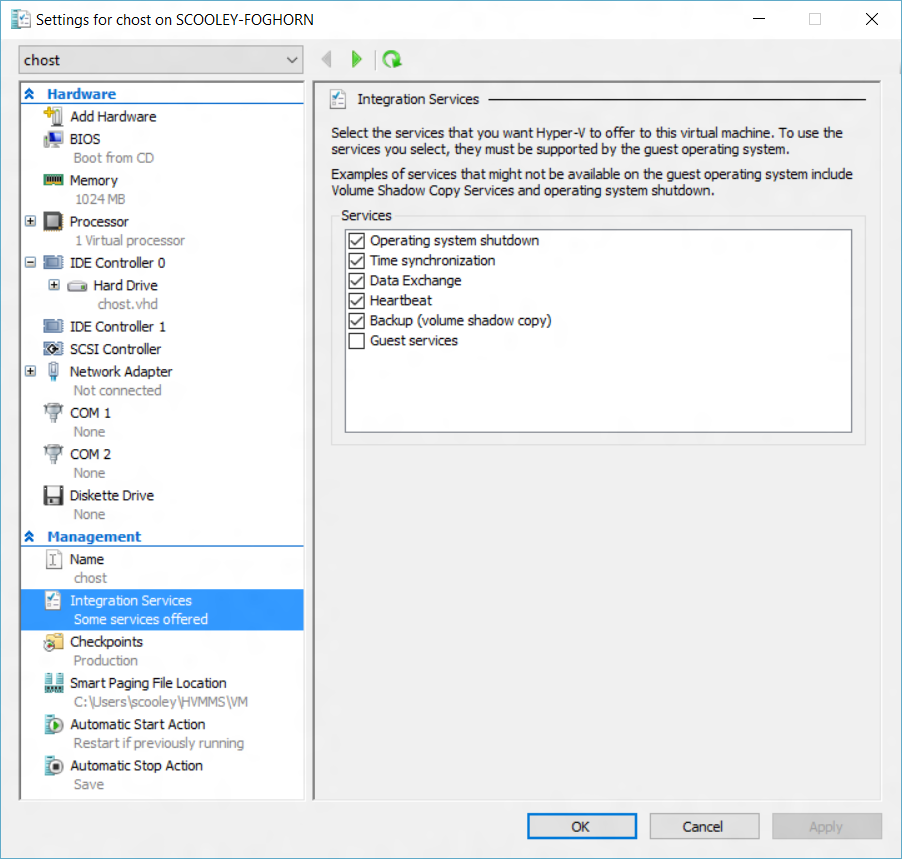 Settings for chost on SCOOLEY-FOGHORN
chost
Hardware
Add Hardware
BIOS
Boot from CD
Memory
1024 MB
Processor
1 Virtual processor
IDE Controller 0
Hard Drive
chost.vhd
IDE Controller 1
SCSI Controller
Network Adapter
Not connected
COM 1
None
COM 2
None
Diskette Drive
None
Management
Name
chost
Integration Services
Some services offered
Checkpoints
Production
Smart Paging File Location
C:\Users\scooley\HVMMS\VM
Automatic Start Action
Restart if previously running
Automatic Stop Action
Save
Integration Services
Select the services that you want Hyper-V to offer to this virtual machine. To use the
services you select, they must be supported by the guest operating system.
Examples of services that might not be available on the guest operating system include
Volume Shadow Copy Services and operating system shutdown.
Services
Operating system shutdown
Time synchronization
Data Exchange
Heartbeat
Backup (volume shadow copy)
Guest services
OK
Cancel
Apply